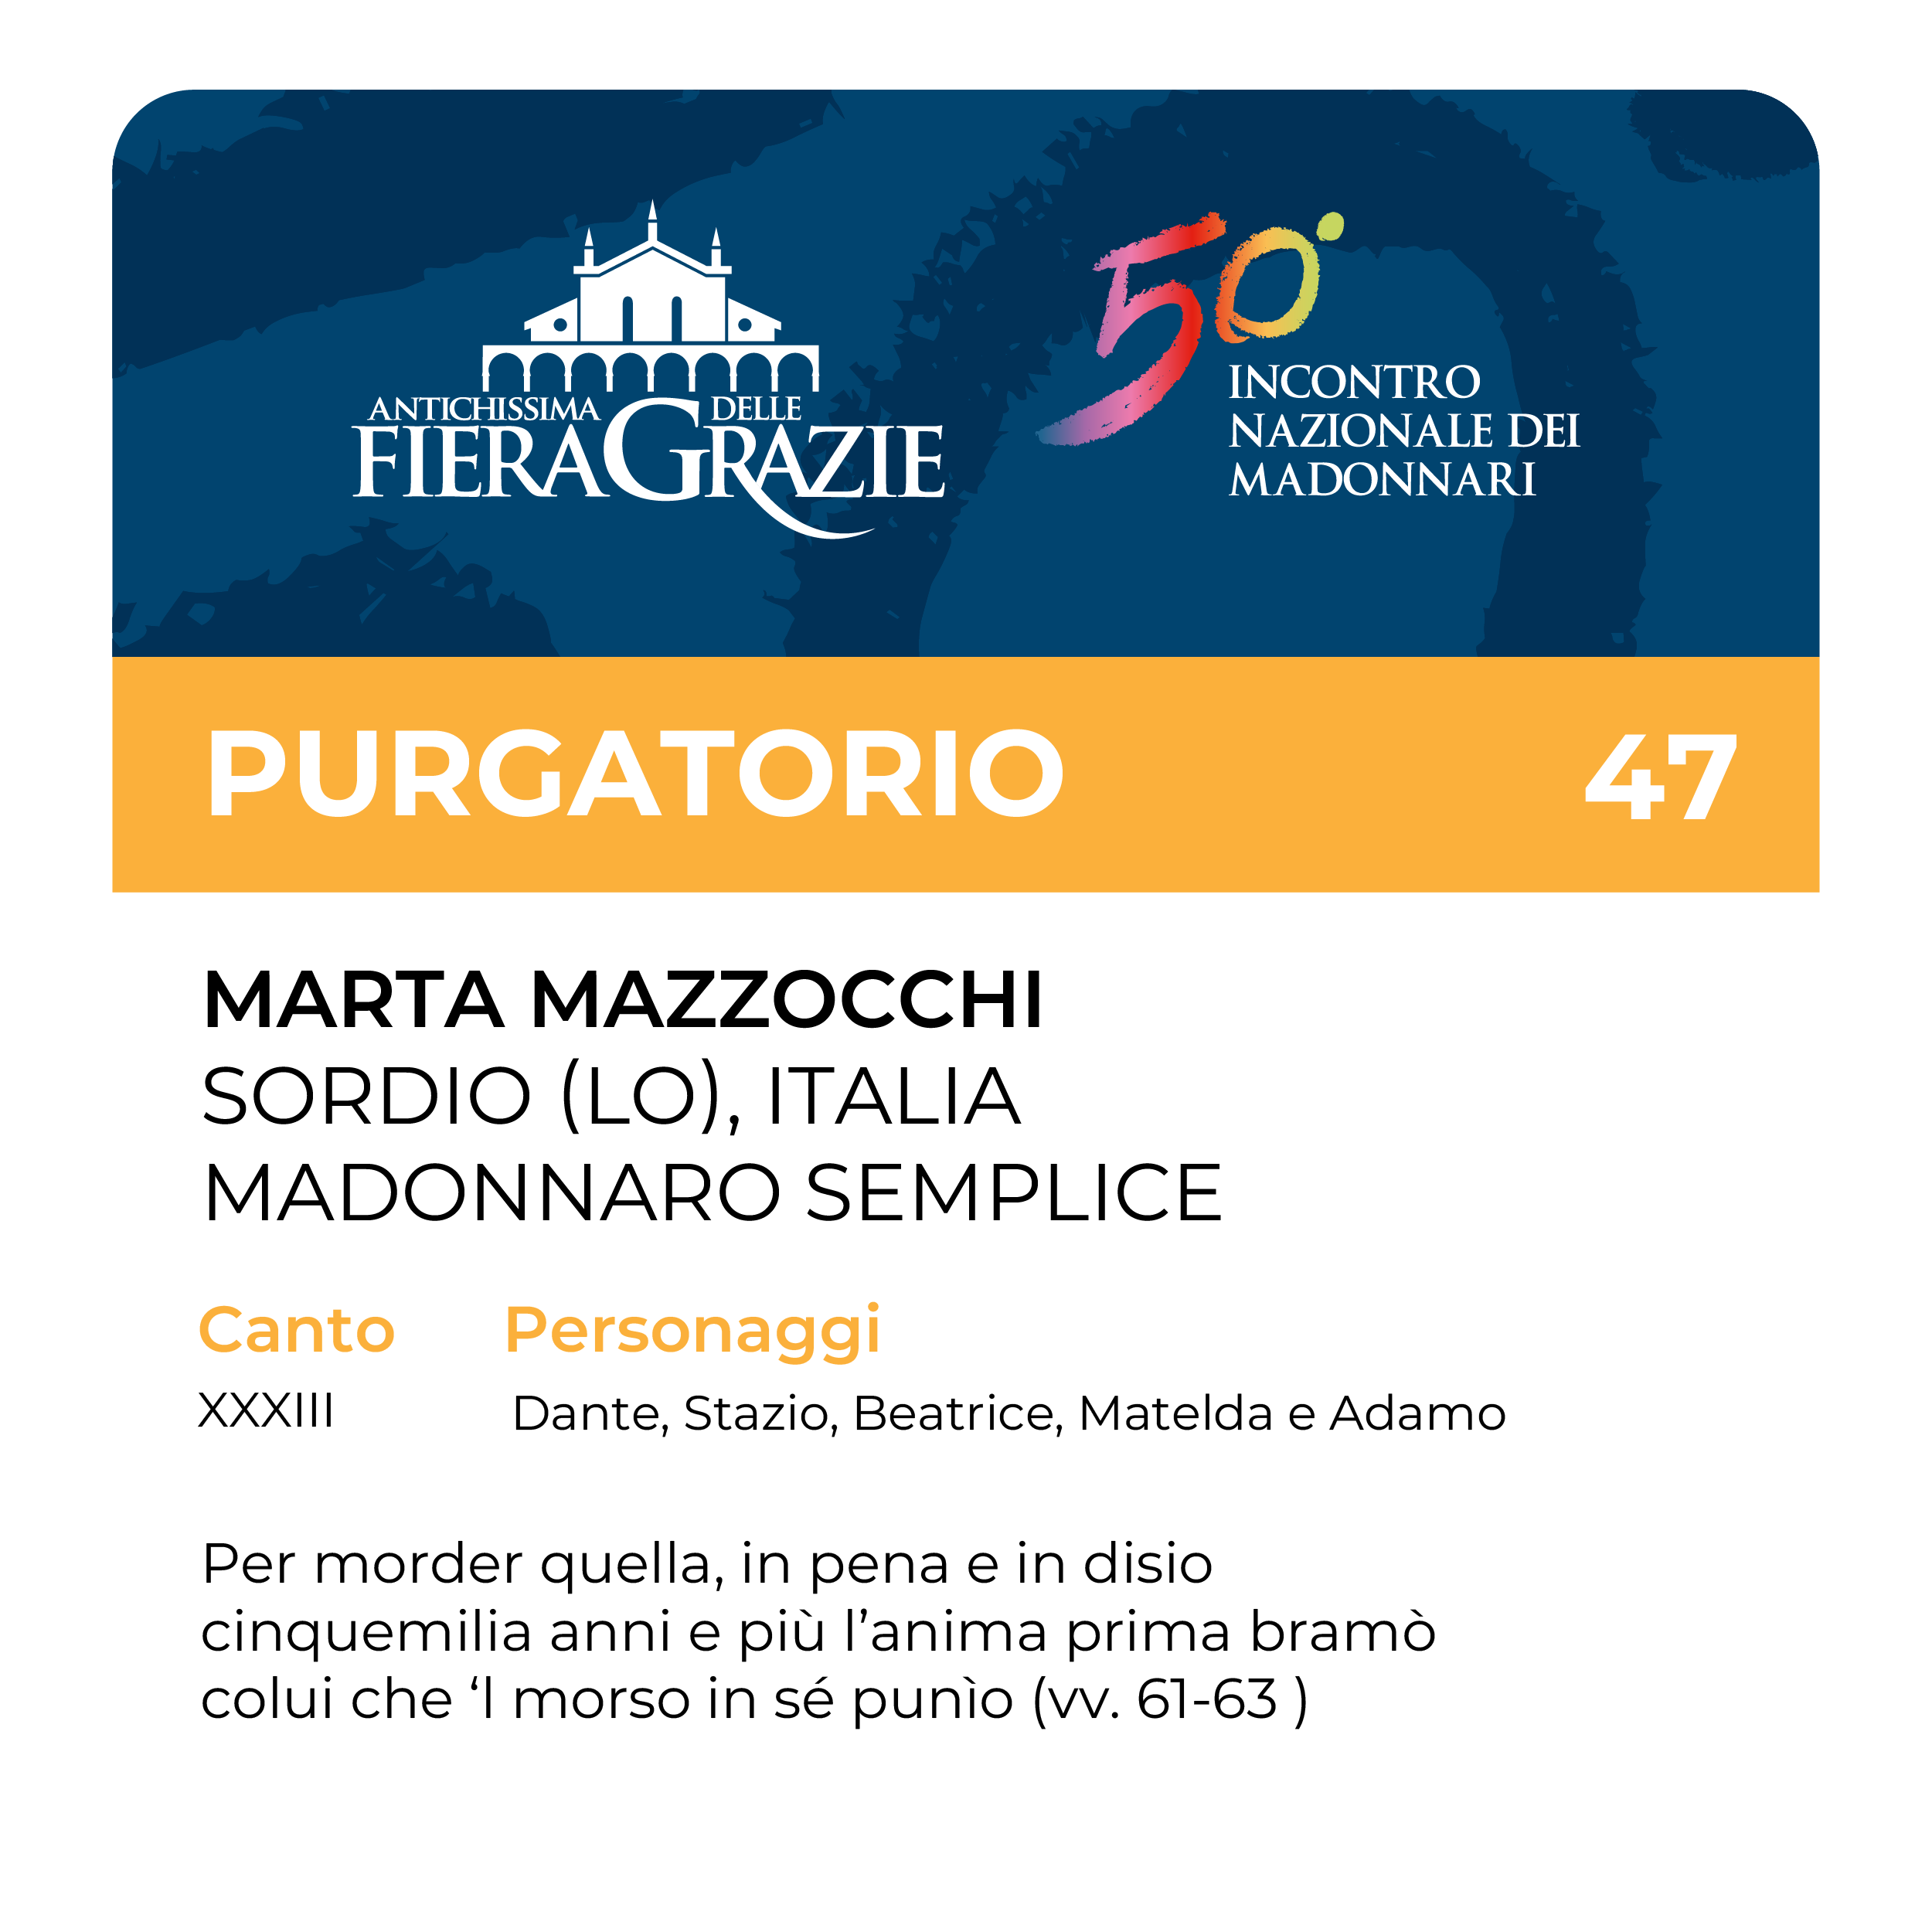 ANTICHISSIMA DELLE
FIERA GRAZIE
50°
INCONTRO
NAZIONALE DEI
MADONNARI
PURGATORIO 47
MARTA MAZZOCCHI
SORDIO (LO), ITALIA
MADONNARO SEMPLICE
Canto Personaggi
XXXIII Dante, Stazio, Beatrice, Matelda e Adamo
Per morder quella, in pena e in disio
cinquemilia anni e più l’anima prima bramò
colui che ‘l morso in sé punìo (vv. 61-63 )